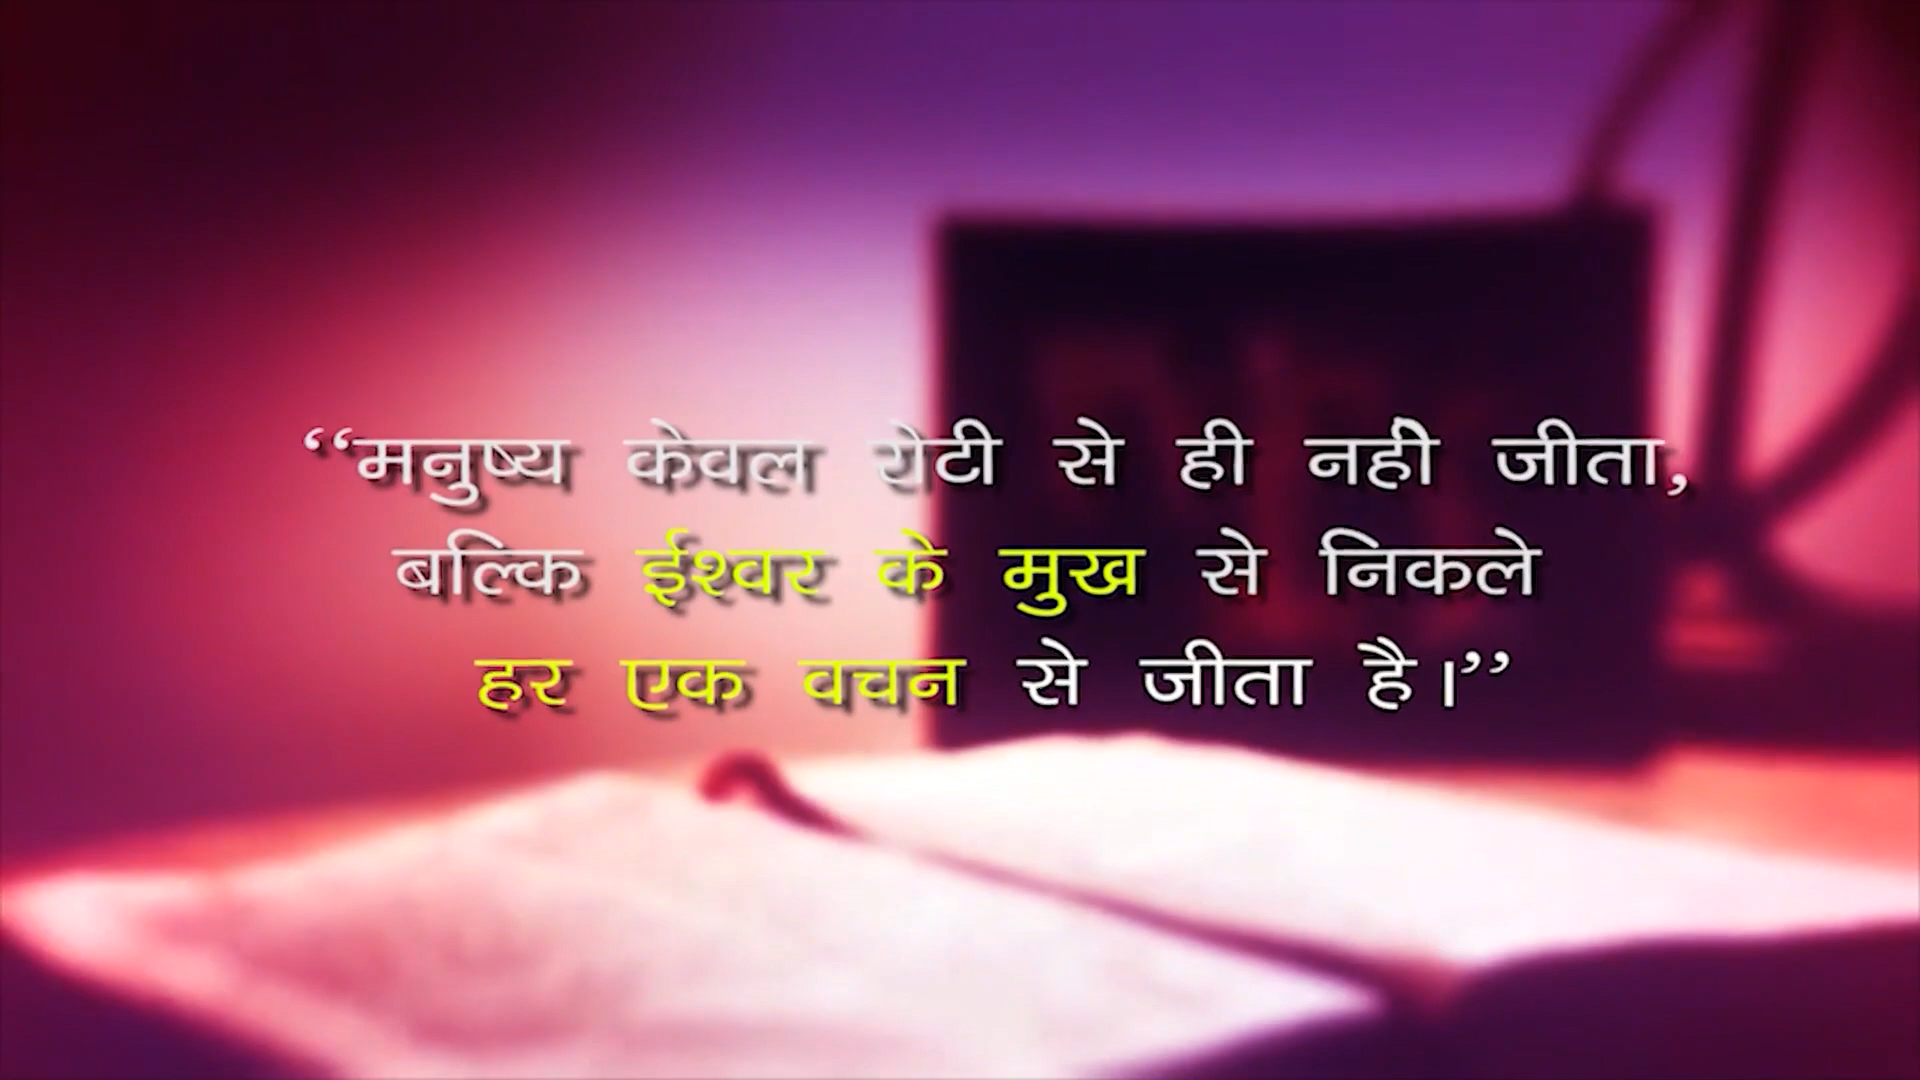 “मनुष्य केवल रोटी से ही नहीं जीता,
बल्कि ईश्वर के मुख से निकले
हर एक वचन से जीता है।”